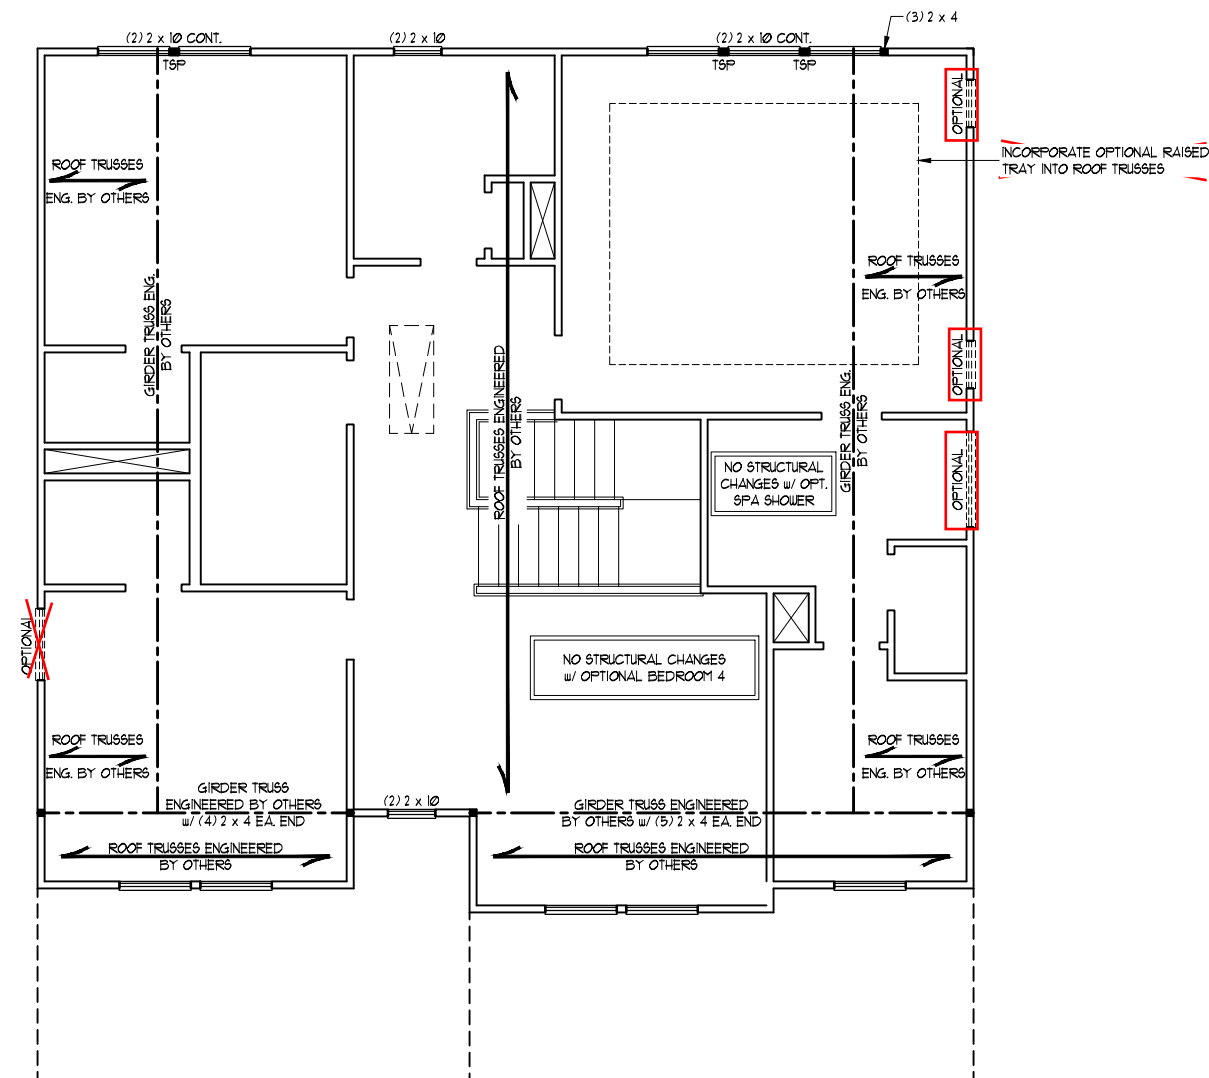 (3) 2 x 4
(2) 2 x 10 CONT.
(2) 2 x 10
(2) 2 x 10 CONT.
TSP
TSP
TSP
OPTIONAL
INCORPORATE OPTIONAL RAISED
TRAY INTO ROOF TRUSSES
ROOF TRUSSES
ENG. BY OTHERS
ROOF TRUSSES
ENG. BY OTHERS
GIRDER TRUSS ENG.
BY OTHERS
ROOF TRUSSES ENGINEERED
BY OTHERS
GIRDER TRUSS ENG.
BY OTHERS
OPTIONAL
OPTIONAL
NO STRUCTURAL
CHANGES w/ OPT.
SPA SHOWER
OPTIONAL
NO STRUCTURAL CHANGES
w/ OPTIONAL BEDROOM 4
ROOF TRUSSES
ENG. BY OTHERS
ROOF TRUSSES
ENG. BY OTHERS
GIRDER TRUSS
ENGINEERED BY OTHERS
w/ (4) 2 x 4 EA. END
(2) 2 x 10
GIRDER TRUSS ENGINEERED
BY OTHERS w/ (5) 2 x 4 EA. END
ROOF TRUSSES ENGINEERED
BY OTHERS
ROOF TRUSSES ENGINEERED
BY OTHERS